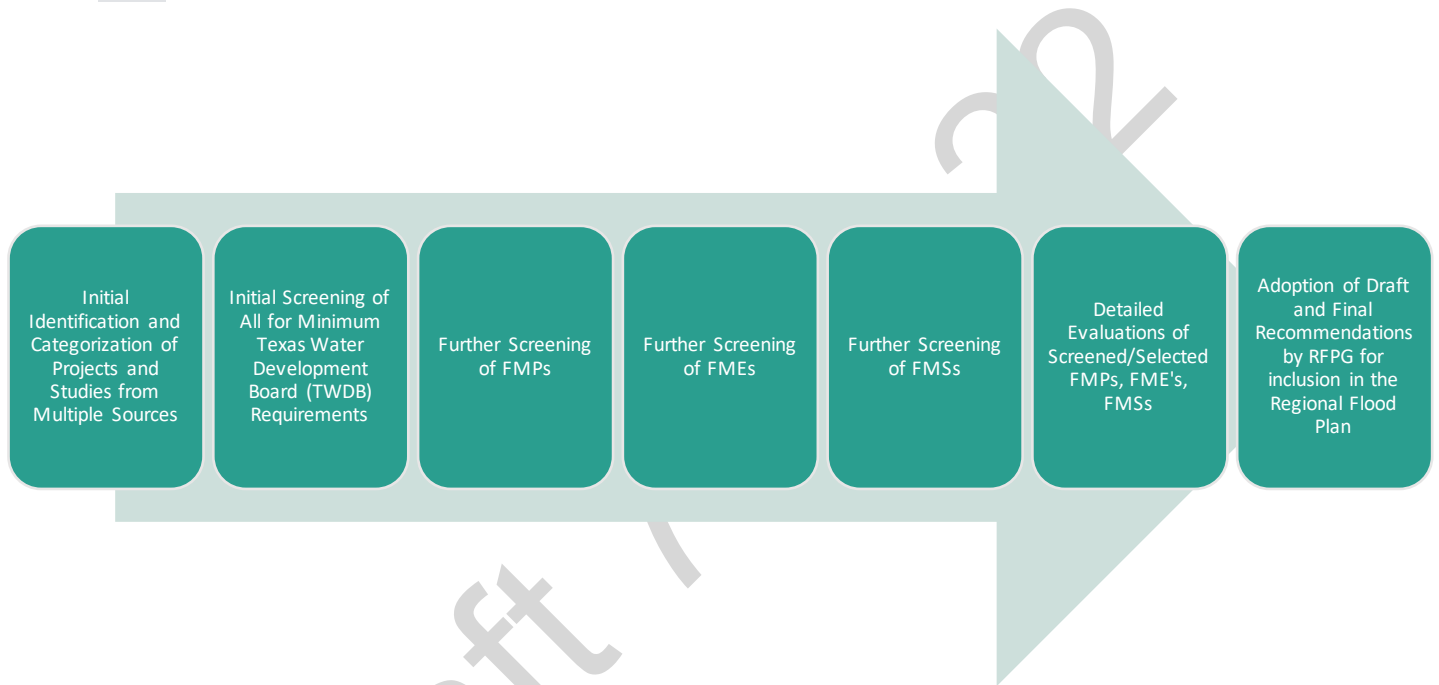 Initial
Identification and
Categorization of
Projects and
Studies from
Multiple Sources
Initial Screening of
All for Minimum
Texas Water
Development
Board (TWDB)
Requirements
Further Screening
of FMPs
Further Screening
of FMEs
Further Screening
of FMSs
Detailed
Evaluations of
Screened/Selected
FMPs, FME's,
FMSs
Adoption of Draft
and Final
Recommendations
by RFPG for
inclusion in the
Regional Flood
Plan